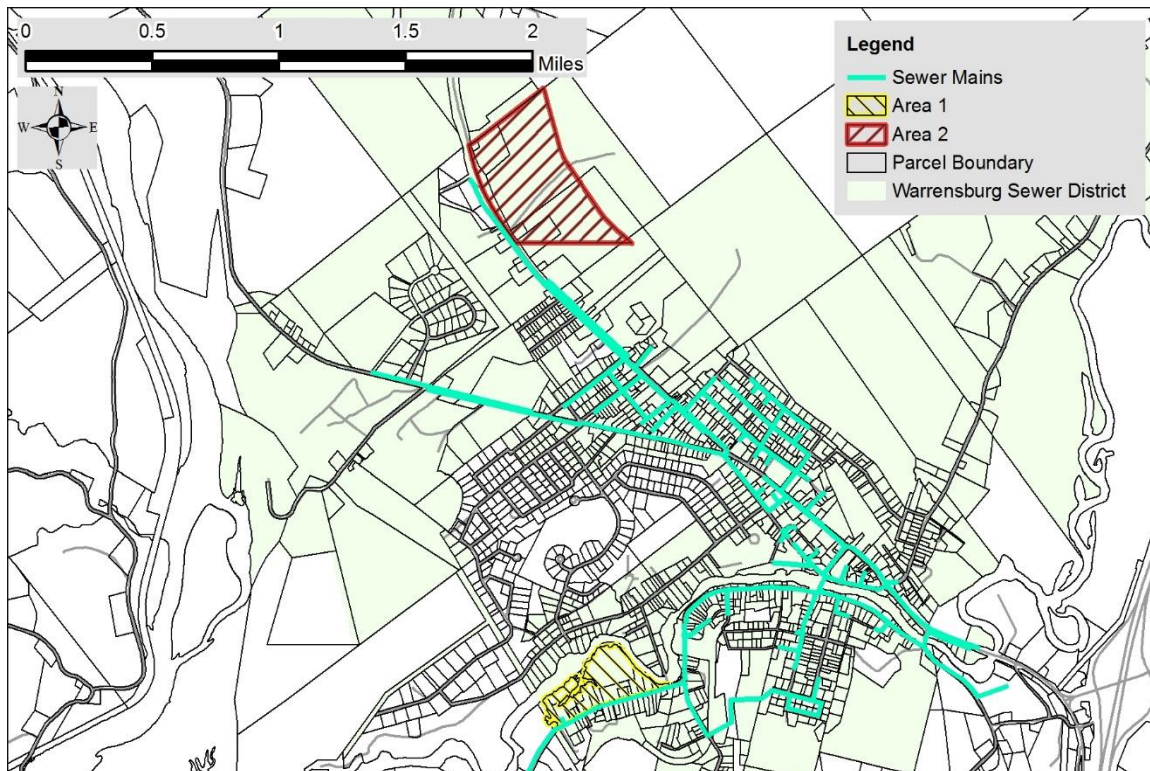 0 0.5 1 1.5 2
Miles
N
W E
S
Legend
Sewer Mains
Area 1
Area 2
Parcel Boundary
Warrensburg Sewer District